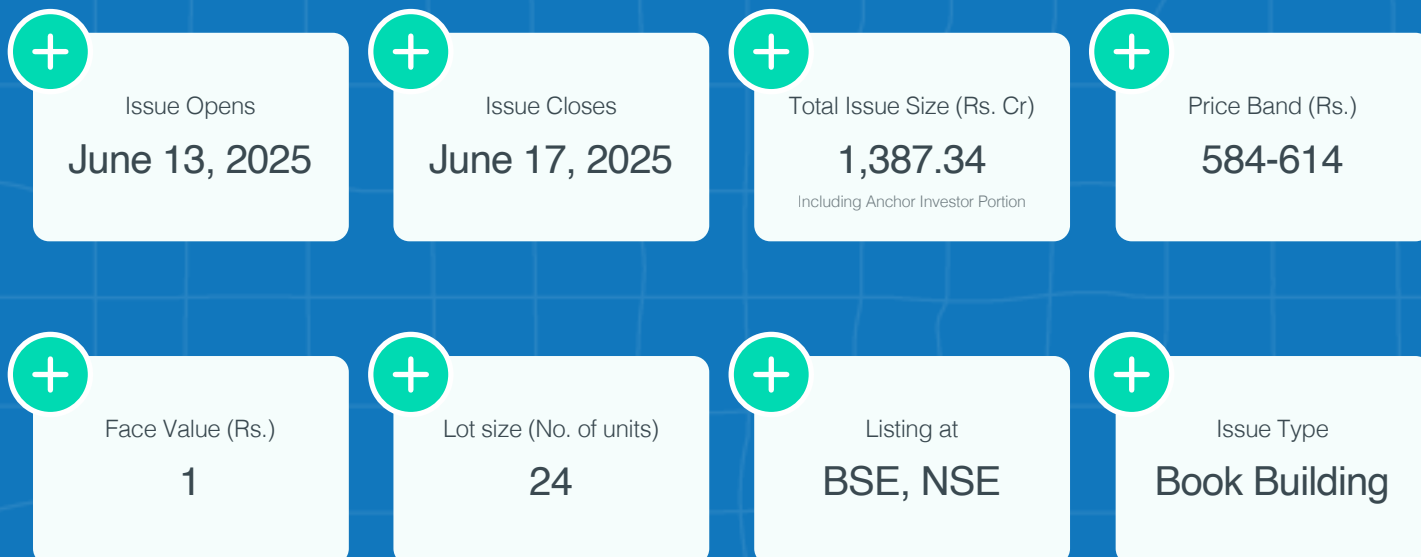 Issue Opens
June 13, 2025
Issue Closes
June 17, 2025
Total Issue Size (Rs. Cr)
1,387.34
Including Anchor Investor Portion
Price Band (Rs.)
584-614
Face Value (Rs.)
1
Lot size (No. of units)
24
Listing at
BSE, NSE
Issue Type
Book Building